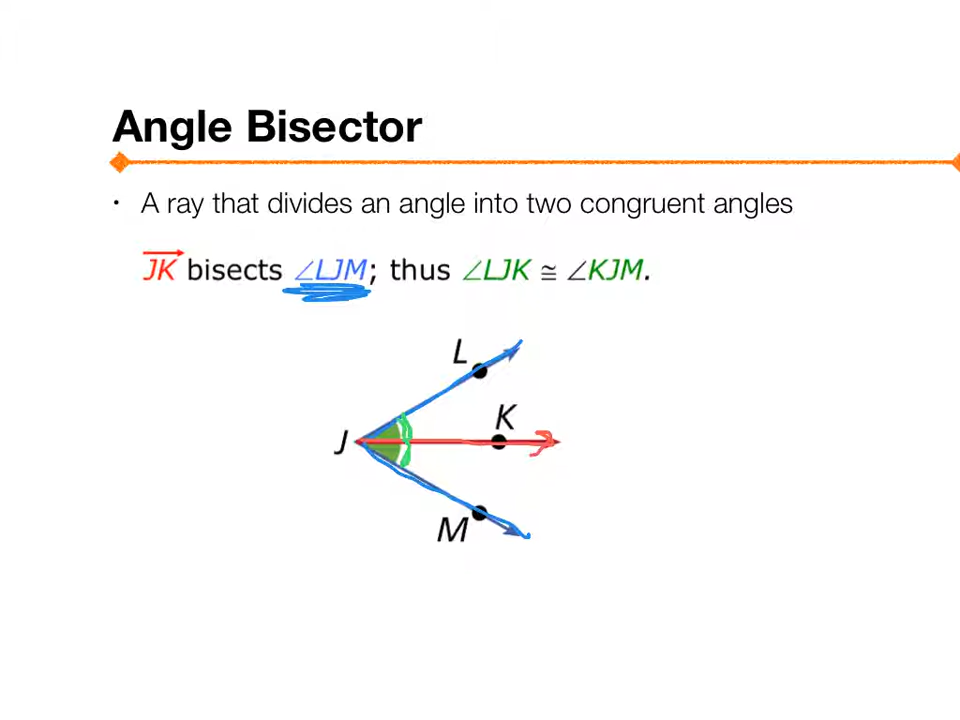 Angle Bisector
• A ray that divides an angle into two congruent angles
JK bisects ∠LJM; thus ∠LJK ≅ ∠KJM.
L
K
J
M